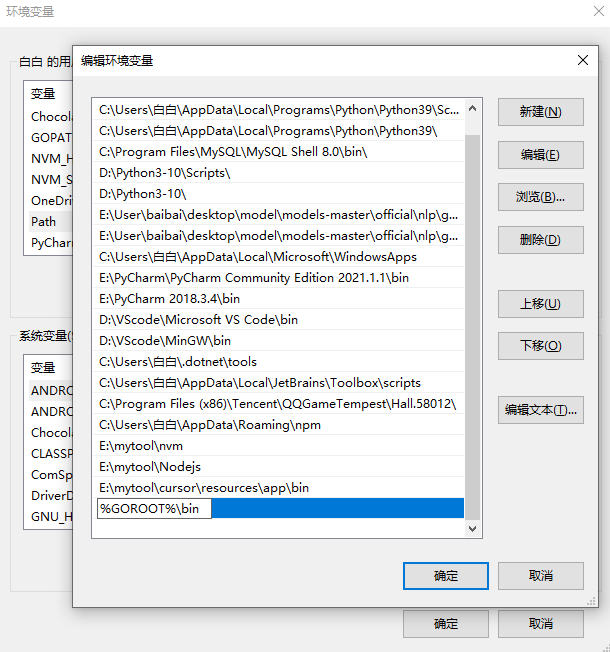 环境变量
白白 的用
变量
Chocola
GOPAT
NVM_H
NVM_S
OneDri
Path
PyCharm
系统变量(S
变量
ANDRO
ANDRO
Chocola
CLASSP
ComSp
DriverD
GNU_H
编辑环境变量
C:\Users\白白\AppData\Local\Programs\Python\Python39\Sc...
C:\Users\白白\AppData\Local\Programs\Python\Python39\
C:\Program Files\MySQL\MySQL Shell 8.0\bin\
D:\Python3-10\Scripts\
D:\Python3-10\
E:\User\baibai\desktop\model\models-master\official\nlp\g...
E:\User\baibai\desktop\model\models-master\official\nlp\g...
C:\Users\白白\AppData\Local\Microsoft\WindowsApps
E:\PyCharm\PyCharm Community Edition 2021.1.1\bin
E:\PyCharm 2018.3.4\bin
D:\VScode\Microsoft VS Code\bin
D:\VScode\MinGW\bin
C:\Users\白白\.dotnet\tools
C:\Users\白白\AppData\Local\JetBrains\Toolbox\scripts
C:\Program Files (x86)\Tencent\QQGameTempest\Hall.58012\
C:\Users\白白\AppData\Roaming\npm
E:\mytool\nvm
E:\mytool\Nodejs
E:\mytool\cursor\resources\app\bin
%GOROOT%\bin
新建(N)
编辑(E)
浏览(B)...
删除(D)
上移(U)
下移(O)
编辑文本(T)...
确定
取消
确定
取消